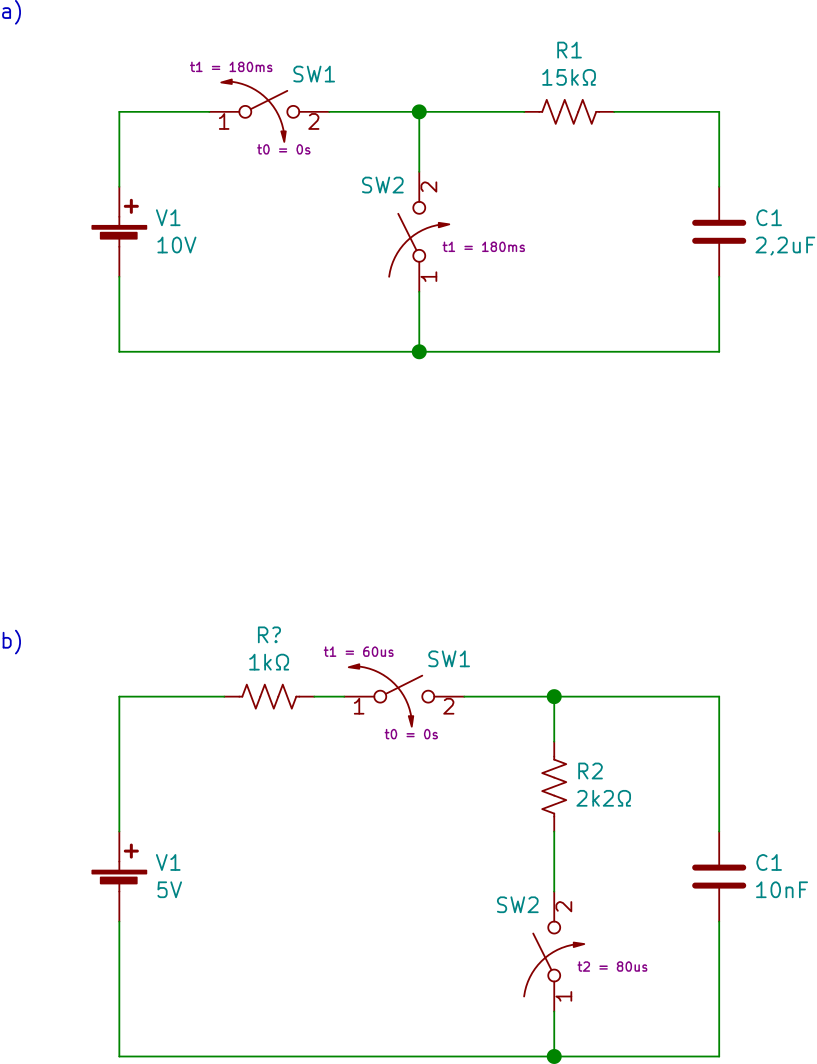 a)
R1
15kΩ
t1 = 180ms
SW1
1
2
t0 = 0s
SW2
2
V1
10V
+
C1
2,2uF
t1 = 180ms
1
b)
R?
1kΩ
t1 = 60us
SW1
1
2
t0 = 0s
R2
2k2Ω
+
V1
5V
C1
10nF
SW2
2
t2 = 80us
1